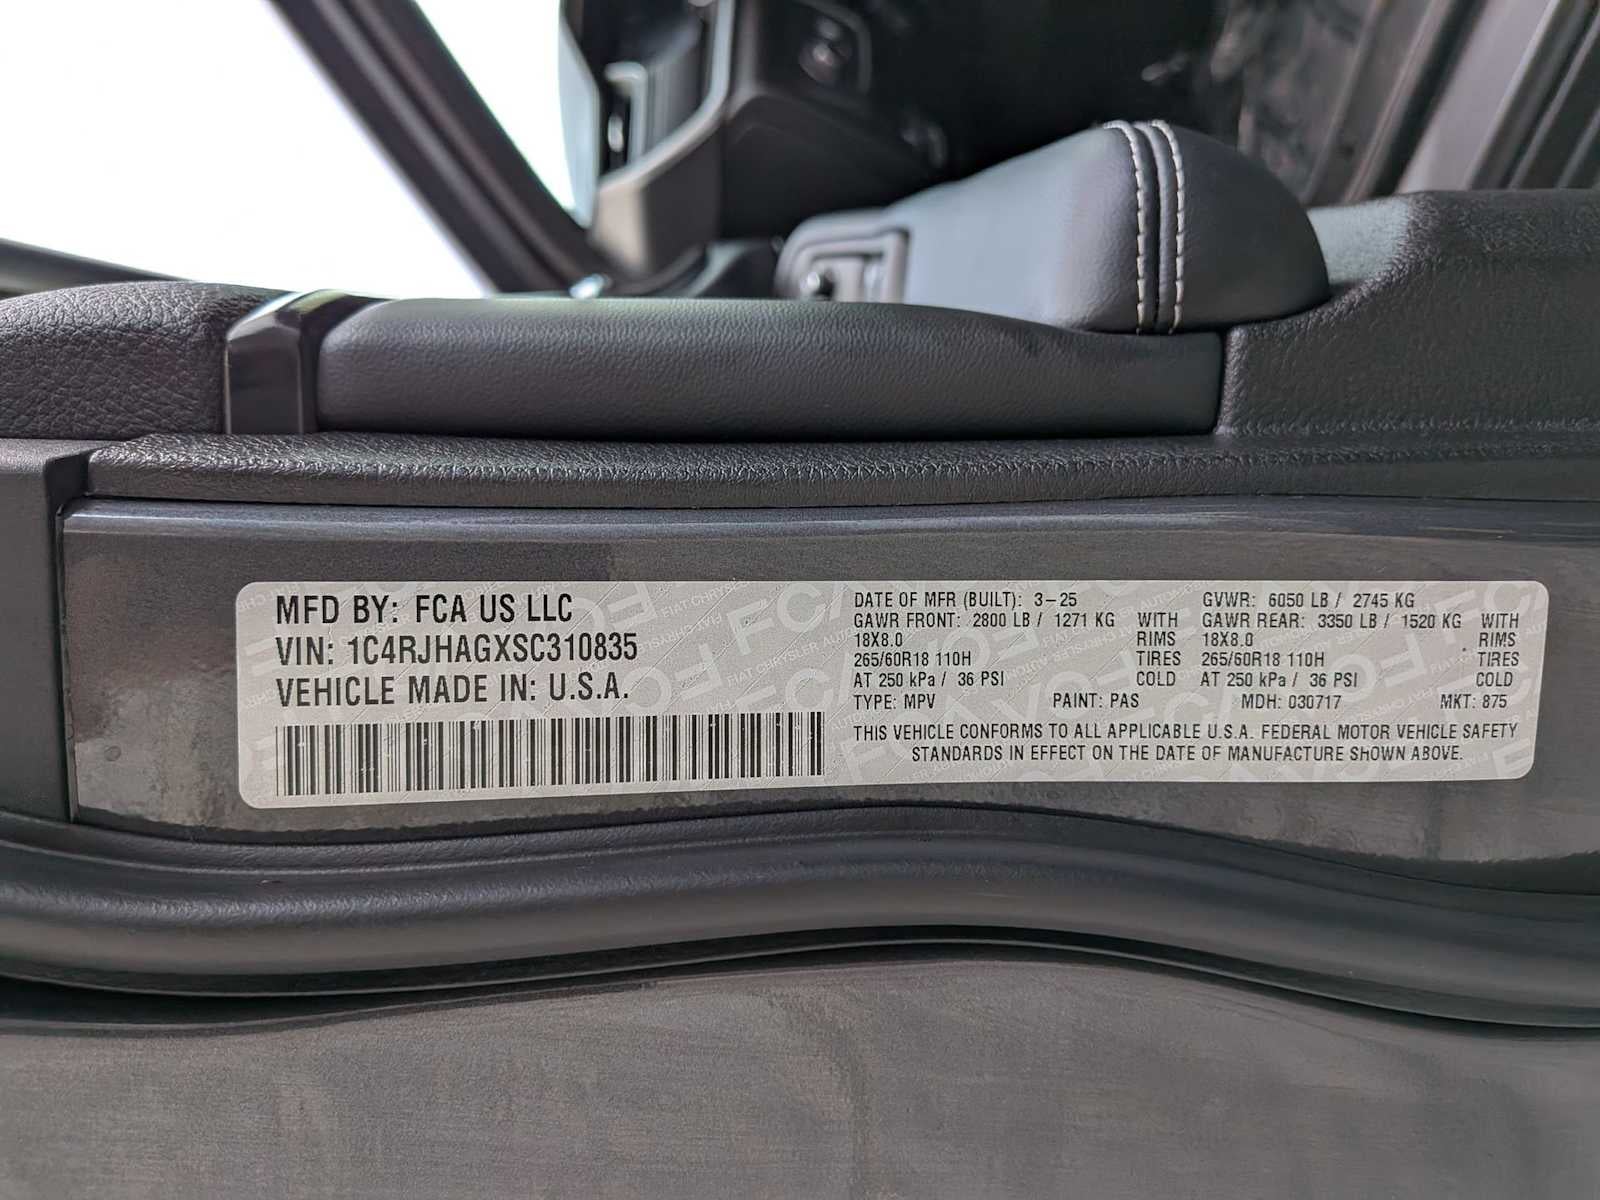 MFD BY: FCA US LLC
VIN: 1C4RJHAGXSC310835
VEHICLE MADE IN: U.S.A.
DATE OF MFR (BUILT): 3-25
GAWR FRONT: 2800 LB / 1271 KG WITH
18X8.0 RIMS
265/60R18 110H TIRES
AT 250 kPa / 36 PSI COLD
GVWR: 6050 LB / 2745 KG
GAWR REAR: 3350 LB / 1520 KG WITH
18X8.0 RIMS
265/60R18 110H TIRES
AT 250 kPa / 36 PSI COLD
TYPE: MPV PAINT: PAS MDH: 030717 MKT: 875
THIS VEHICLE CONFORMS TO ALL APPLICABLE U.S.A. FEDERAL MOTOR VEHICLE SAFETY
STANDARDS IN EFFECT ON THE DATE OF MANUFACTURE SHOWN ABOVE.